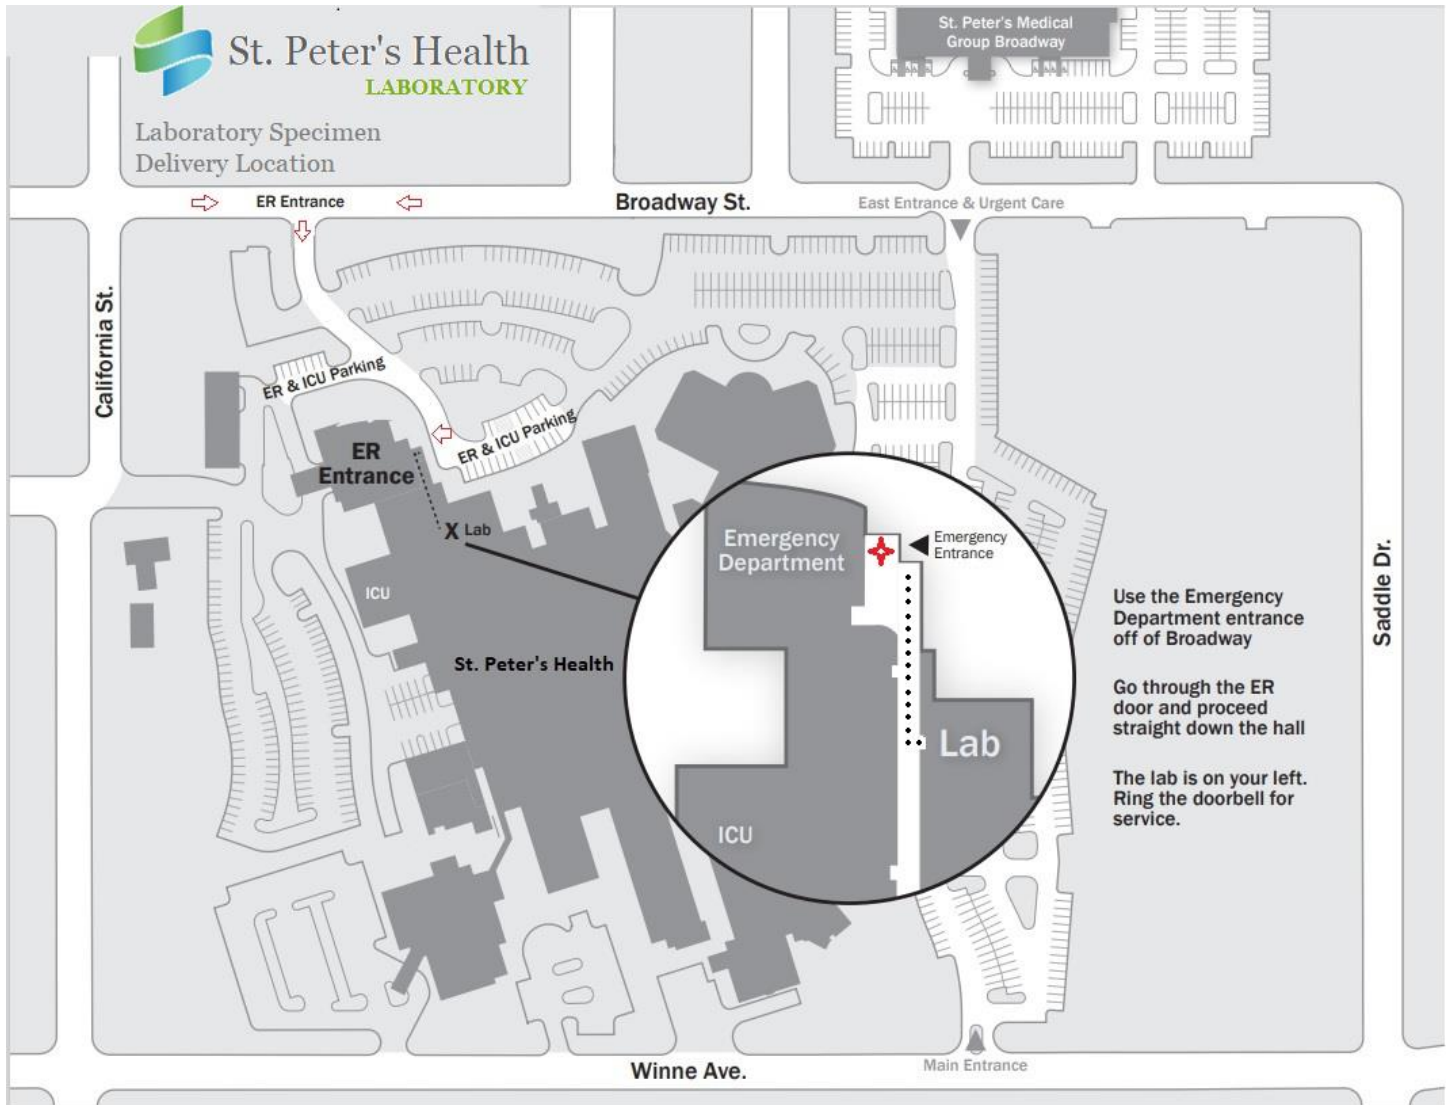 St. Peter's Health
LABORATORY
Laboratory Specimen
Delivery Location
St. Peter's Medical
Group Broadway
ER Entrance
Broadway St.
East Entrance & Urgent Care
California St.
ER & ICU Parking
ER & ICU Parking
ER
Entrance
X Lab
ICU
St. Peter's Health
Emergency
Department
Emergency
Entrance
Lab
ICU
Saddle Dr.
Use the Emergency
Department entrance
off of Broadway
Go through the ER
door and proceed
straight down the hall
The lab is on your left.
Ring the doorbell for
service.
Winne Ave.
Main Entrance